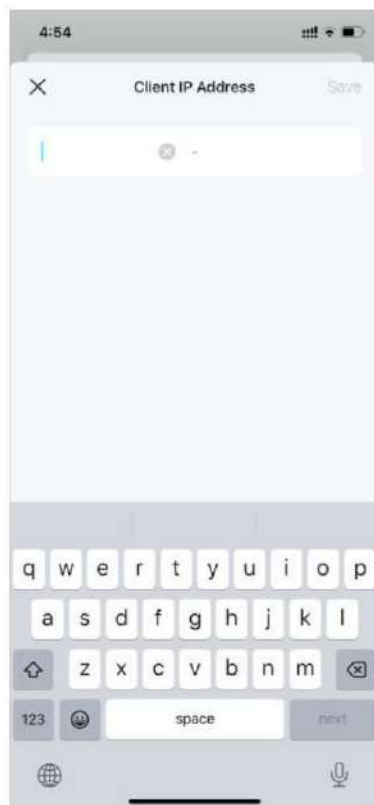 4:54
Client IP Address Save
-
q w e r t y u i o p
a s d f g h j k l
z x c v b n m
123 space next